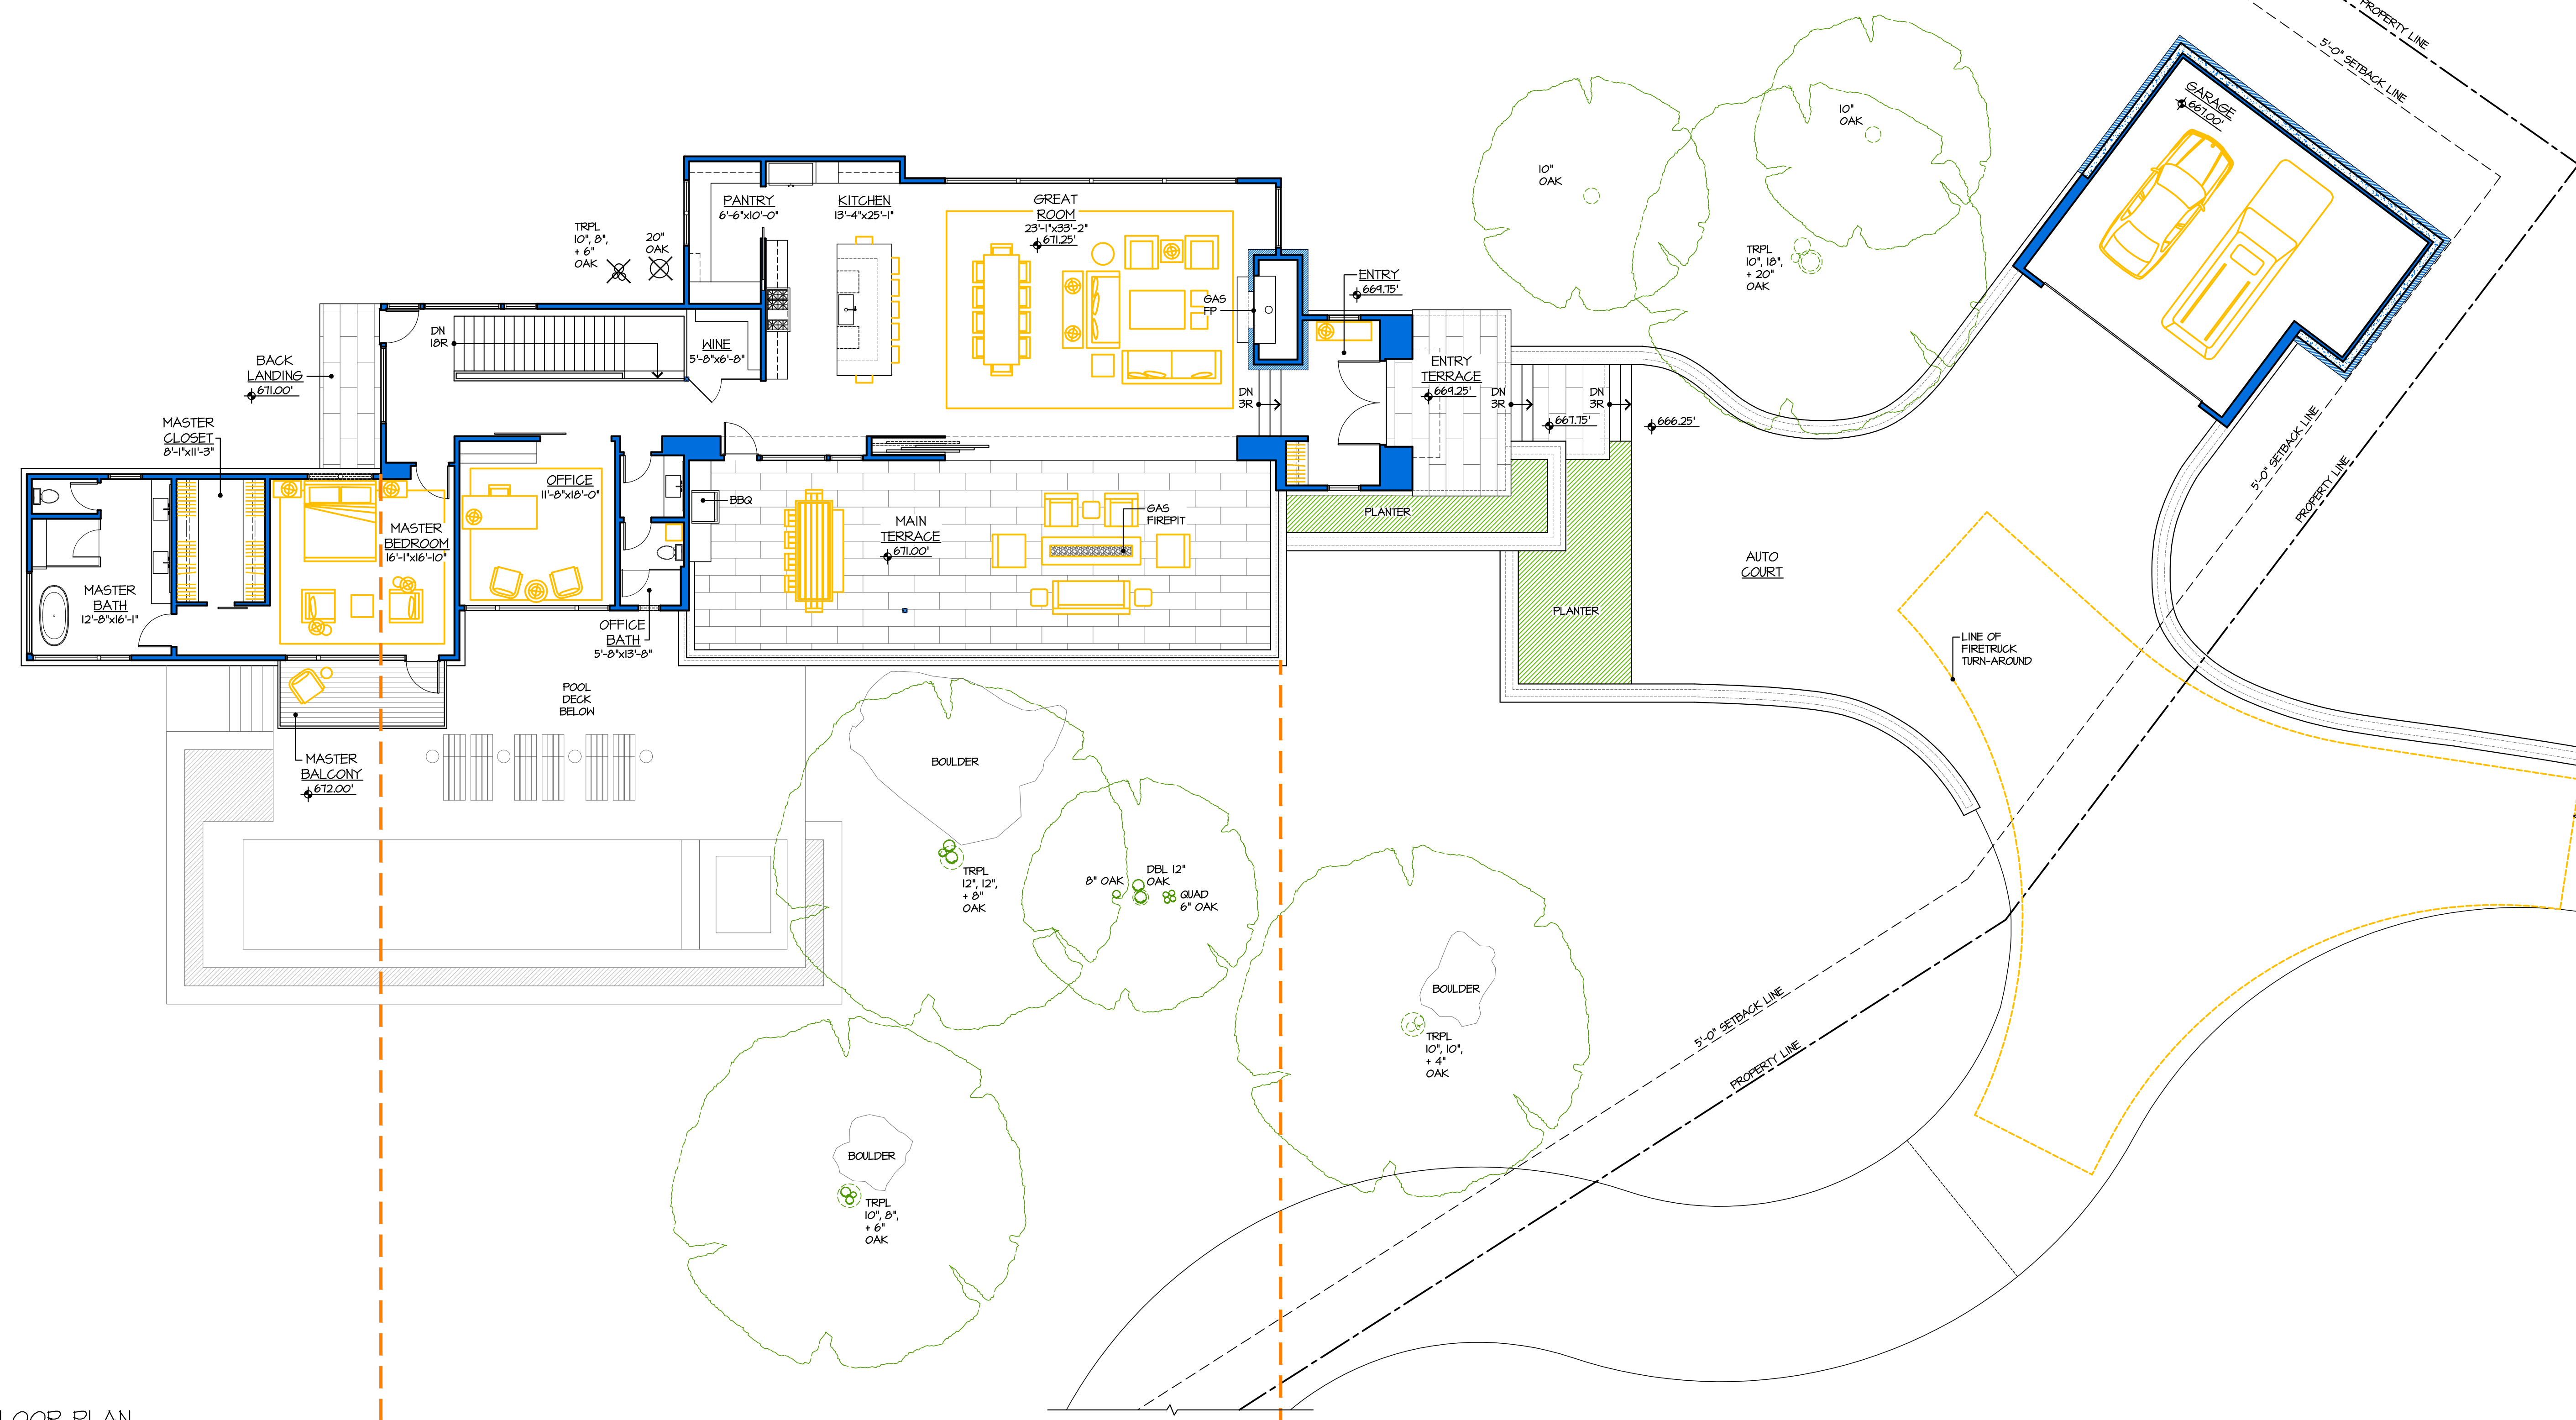 PROPERTY LINE
5'-0" SETBACK LINE
GARAGE
667.00'
10"
OAK
10"
OAK
TRPL
10", 18",
+ 20"
OAK
TRPL
10", 8",
+ 6"
OAK
20"
OAK
PANTRY
6'-6"x10'-0"
KITCHEN
13'-4"x25'-1"
GREAT
ROOM
23'-1"x33'-2"
671.25'
GAS
FP
ENTRY
669.75'
DN
18R
WINE
5'-8"x6'-8"
BACK
LANDING
671.00'
ENTRY
TERRACE
669.25'
DN
3R
DN
3R
DN
3R
667.75'
666.25'
MASTER
CLOSET
8'-1"x11'-3"
OFFICE
11'-8"x18'-0"
BBQ
MAIN
TERRACE
671.00'
GAS
FIREPIT
PLANTER
MASTER
BEDROOM
16'-1"x16'-10"
MASTER
BATH
12'-8"x16'-1"
OFFICE
BATH
5'-8"x13'-8"
PLANTER
AUTO
COURT
5'-0" SETBACK LINE
PROPERTY LINE
LINE OF
FIRETRUCK
TURN-AROUND
POOL
DECK
BELOW
MASTER
BALCONY
672.00'
BOULDER
TRPL
12", 12",
+ 8"
OAK
8" OAK
DBL 12"
OAK
QUAD
6" OAK
BOULDER
TRPL
10", 10",
+ 4"
OAK
5'-0" SETBACK LINE
PROPERTY LINE
BOULDER
TRPL
10", 8",
+ 6"
OAK
LOOR PLAN